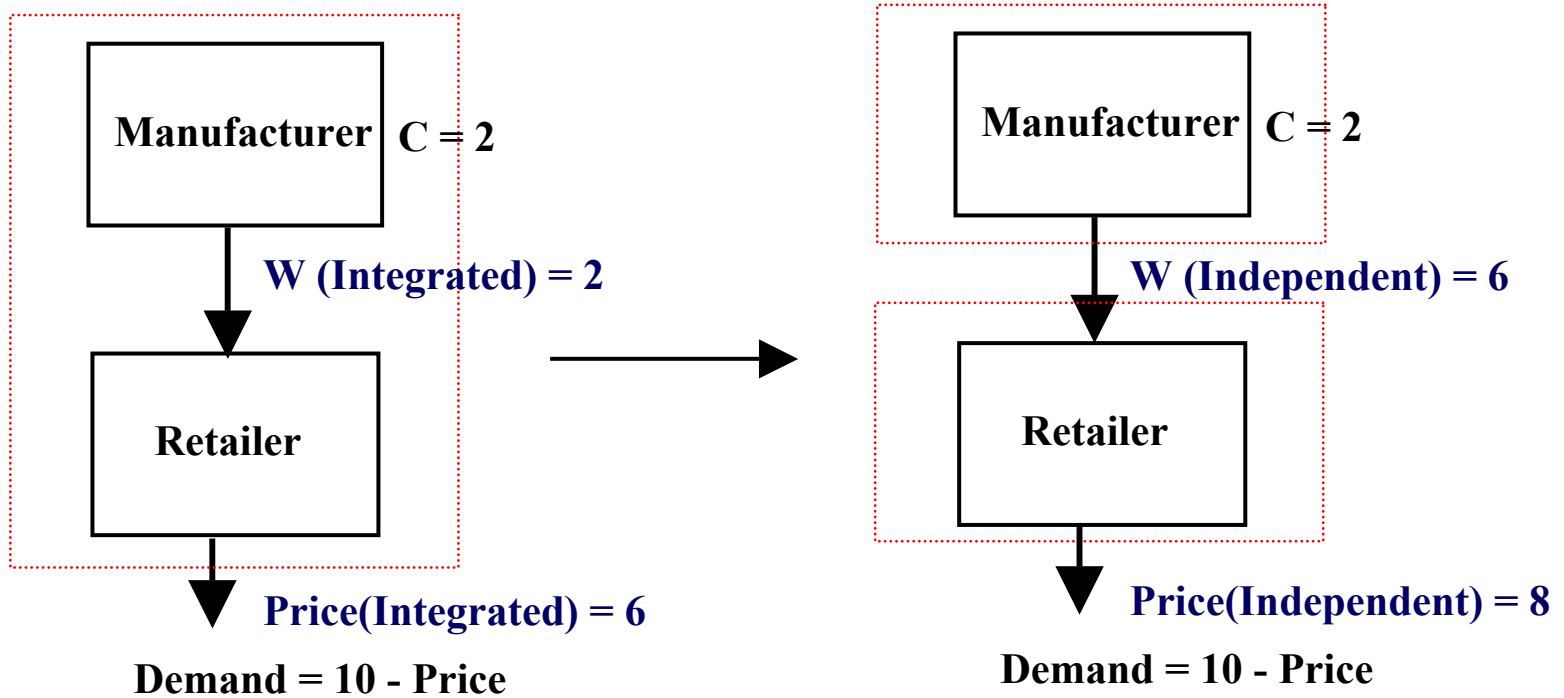 Manufacturer
C = 2
W (Integrated) = 2
Retailer
Price(Integrated) = 6
Demand = 10 - Price
Manufacturer
C = 2
W (Independent) = 6
Retailer
Price(Independent) = 8
Demand = 10 - Price